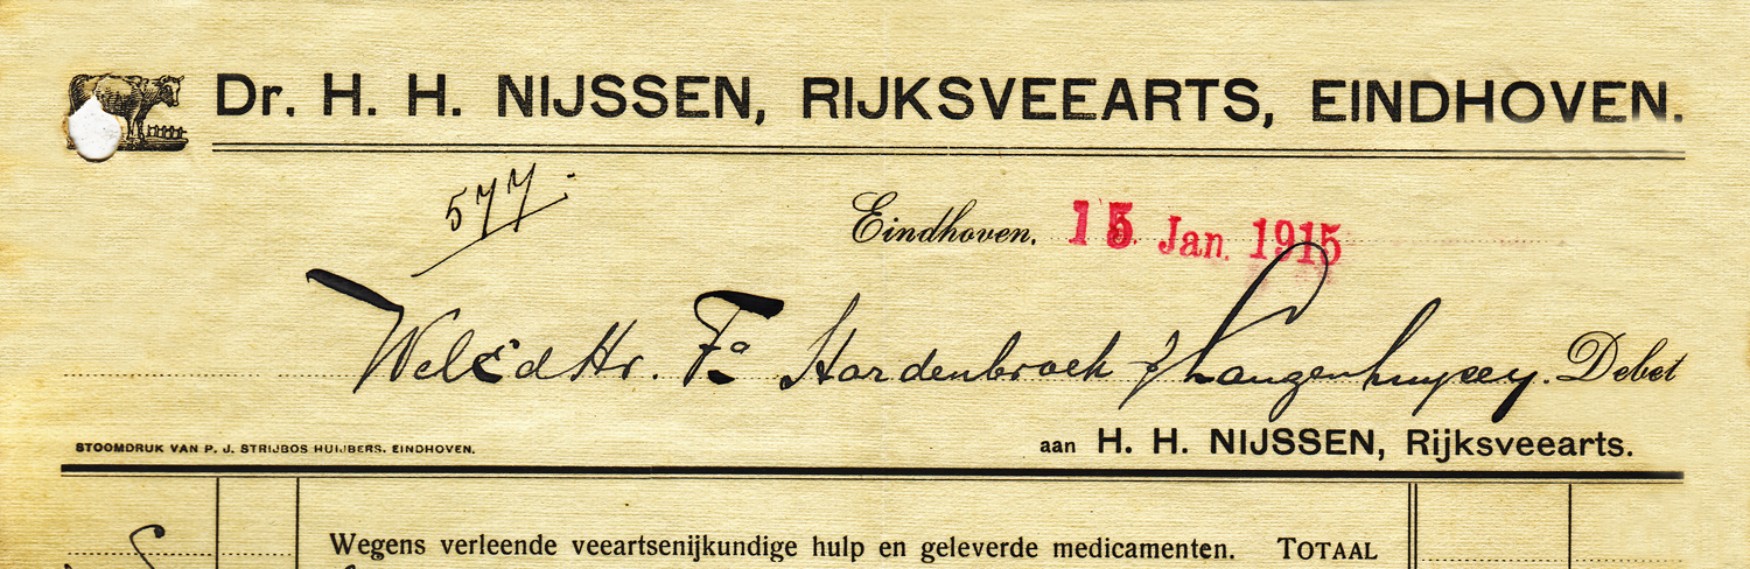 Dr. H. H. NIJSSEN, RIJKSVEEARTS, EINDHOVEN.
577.
Eindhoven, 15 Jan. 1915
WelEd Hr. Fa Hardenbroek & Langenhuysen. Debet
STOOMDRUK VAN P. J. STRIJBOS HUIJBERS. EINDHOVEN.
aan H. H. NIJSSEN, Rijksveearts.
Wegens verleende veeartsenijkundige hulp en geleverde medicamenten. TOTAAL